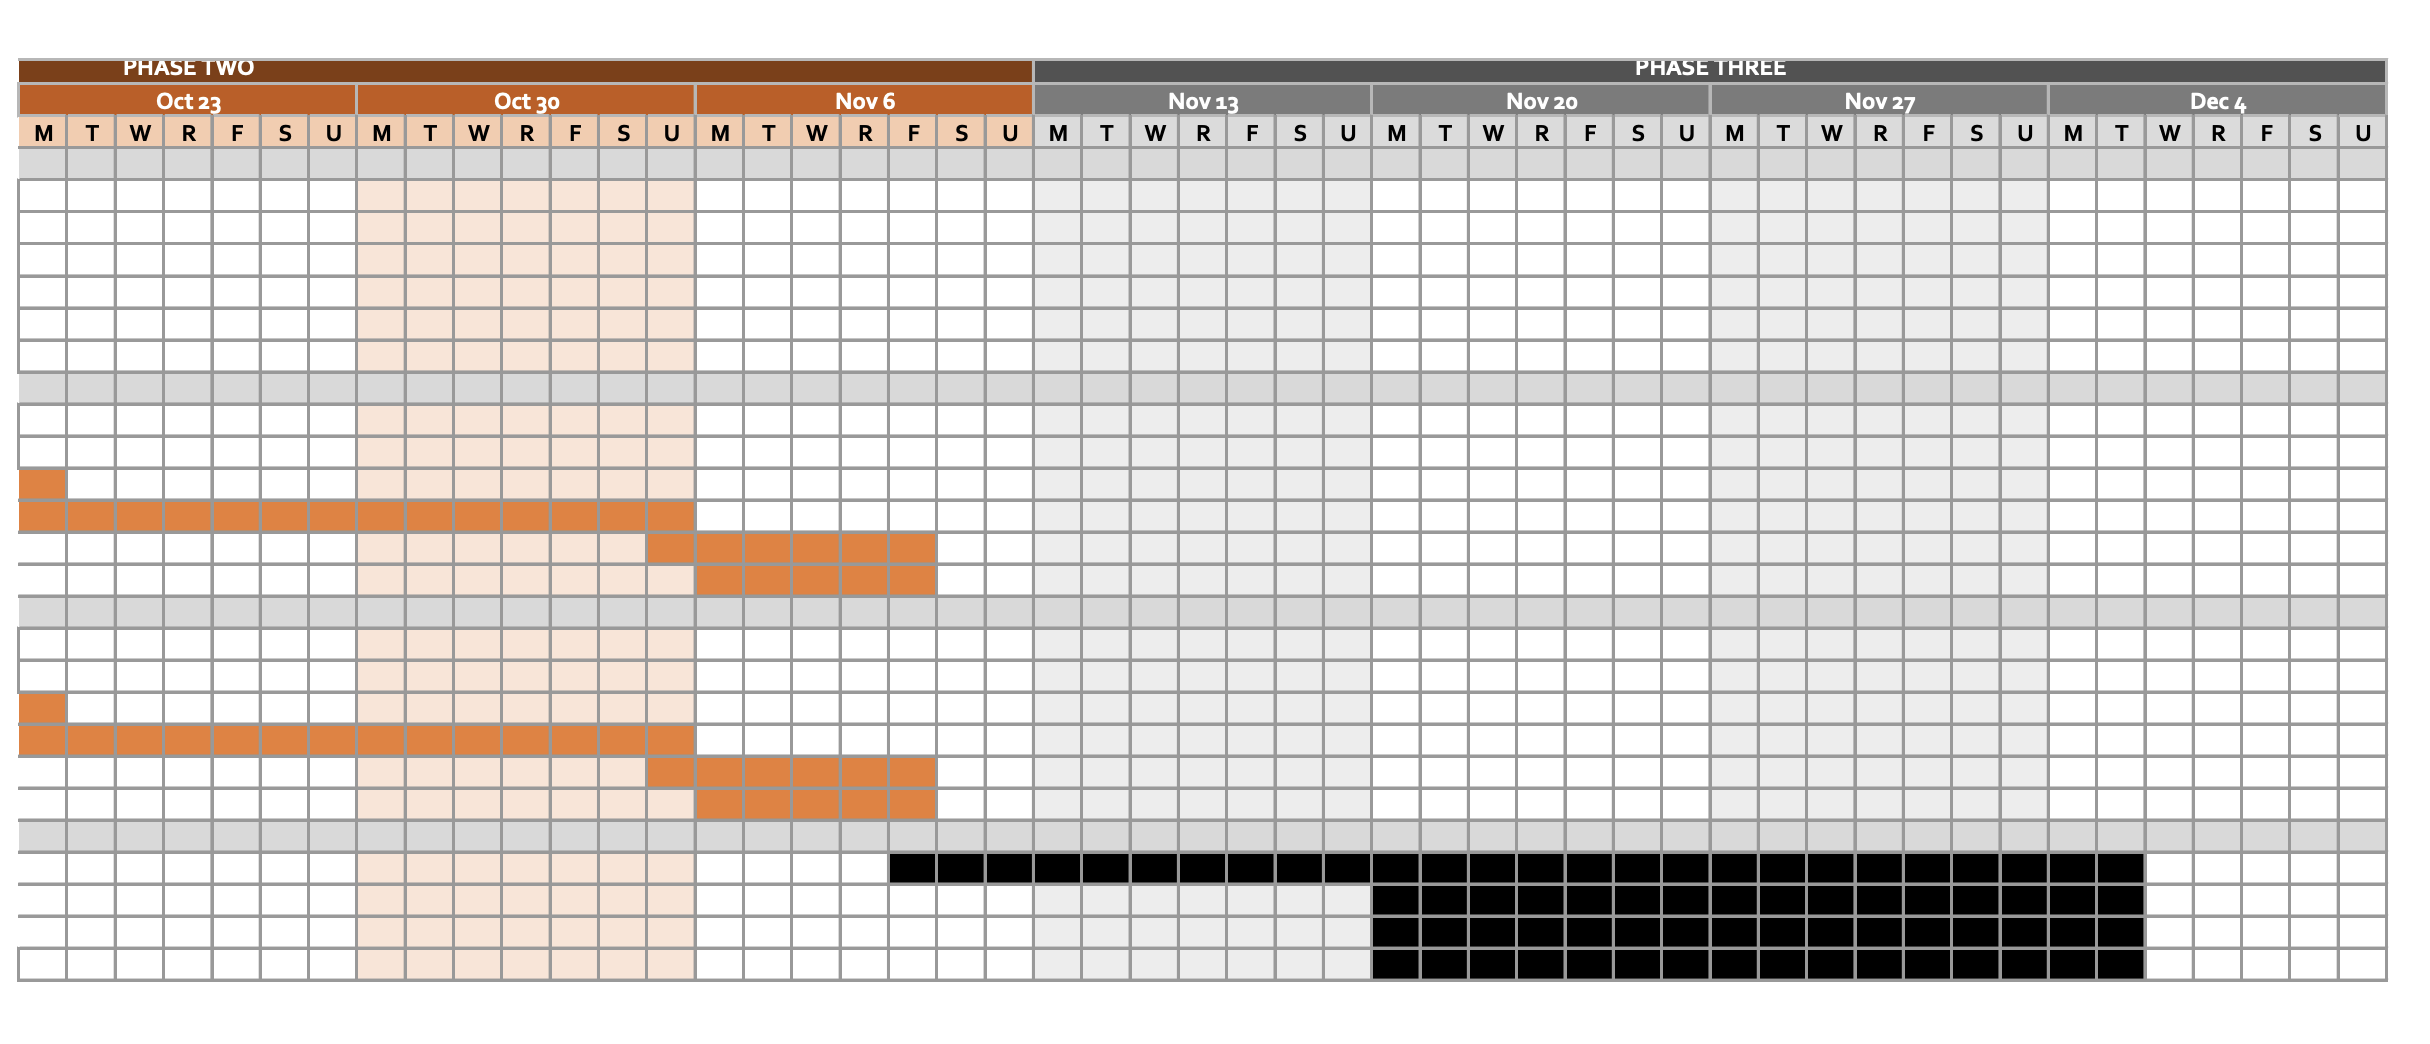 PHASE TWO PHASE THREE
Oct 23 Oct 30 Nov 6 Nov 13 Nov 20 Nov 27 Dec 4
M T W R F S U M T W R F S U M T W R F S U M T W R F S U M T W R F S U M T W R F S U M T W R F S U